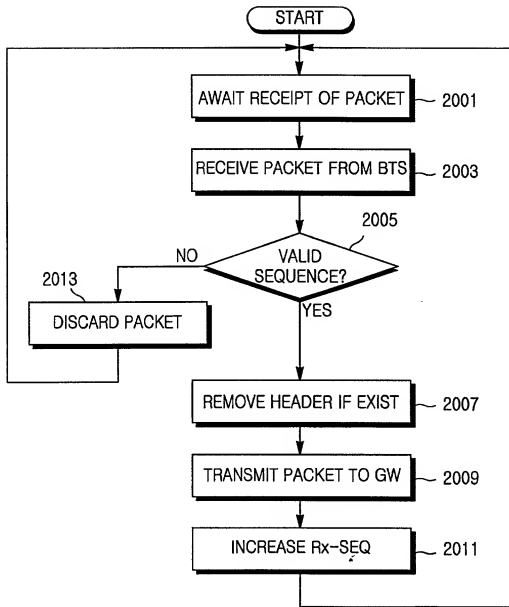 START
AWAIT RECEIPT OF PACKET
2001
RECEIVE PACKET FROM BTS
2003
2005
NO
VALID
SEQUENCE?
2013
DISCARD PACKET
YES
REMOVE HEADER IF EXIST
2007
TRANSMIT PACKET TO GW
2009
INCREASE Rx-SEQ
2011